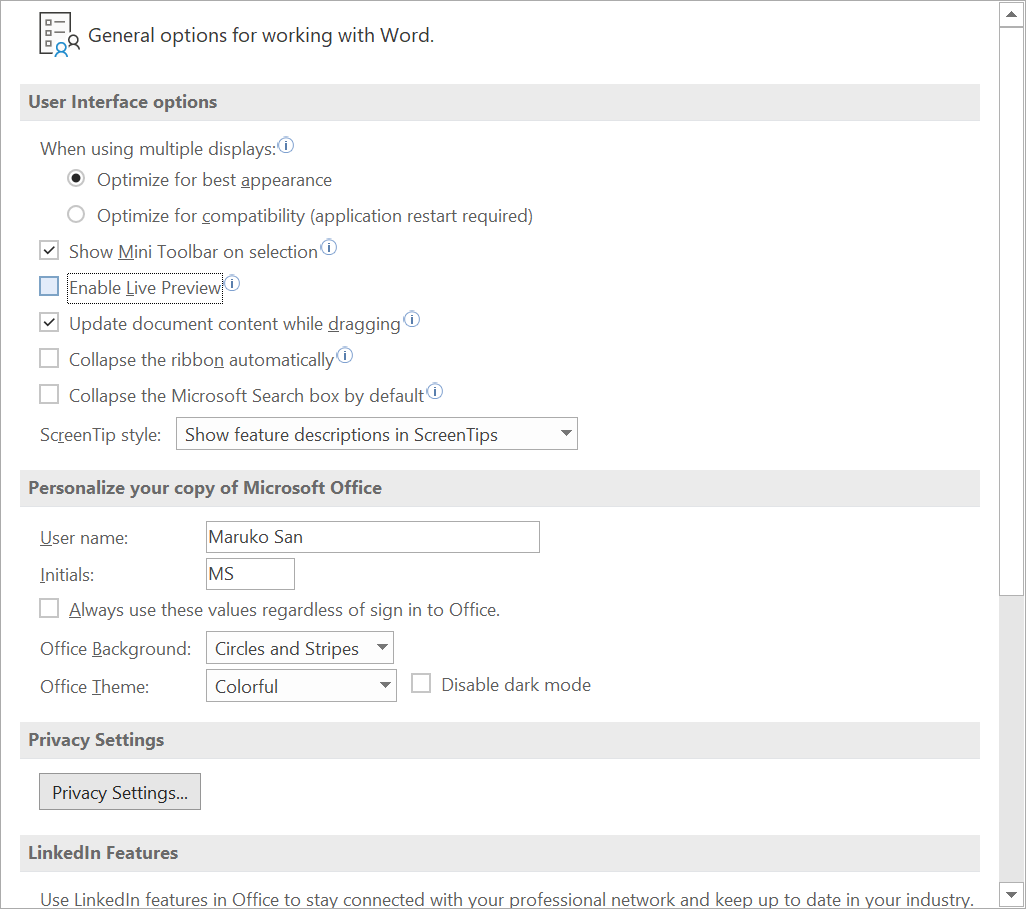 General options for working with Word.
User Interface options
When using multiple displays:
Optimize for best appearance
Optimize for compatibility (application restart required)
Show Mini Toolbar on selection
Enable Live Preview
Update document content while dragging
Collapse the ribbon automatically
Collapse the Microsoft Search box by default
ScreenTip style: Show feature descriptions in ScreenTips
Personalize your copy of Microsoft Office
User name: Maruko San
Initials: MS
Always use these values regardless of sign in to Office.
Office Background: Circles and Stripes
Office Theme: Colorful Disable dark mode
Privacy Settings
Privacy Settings...
LinkedIn Features
Use LinkedIn features in Office to stay connected with your professional network and keep up to date in your industry.